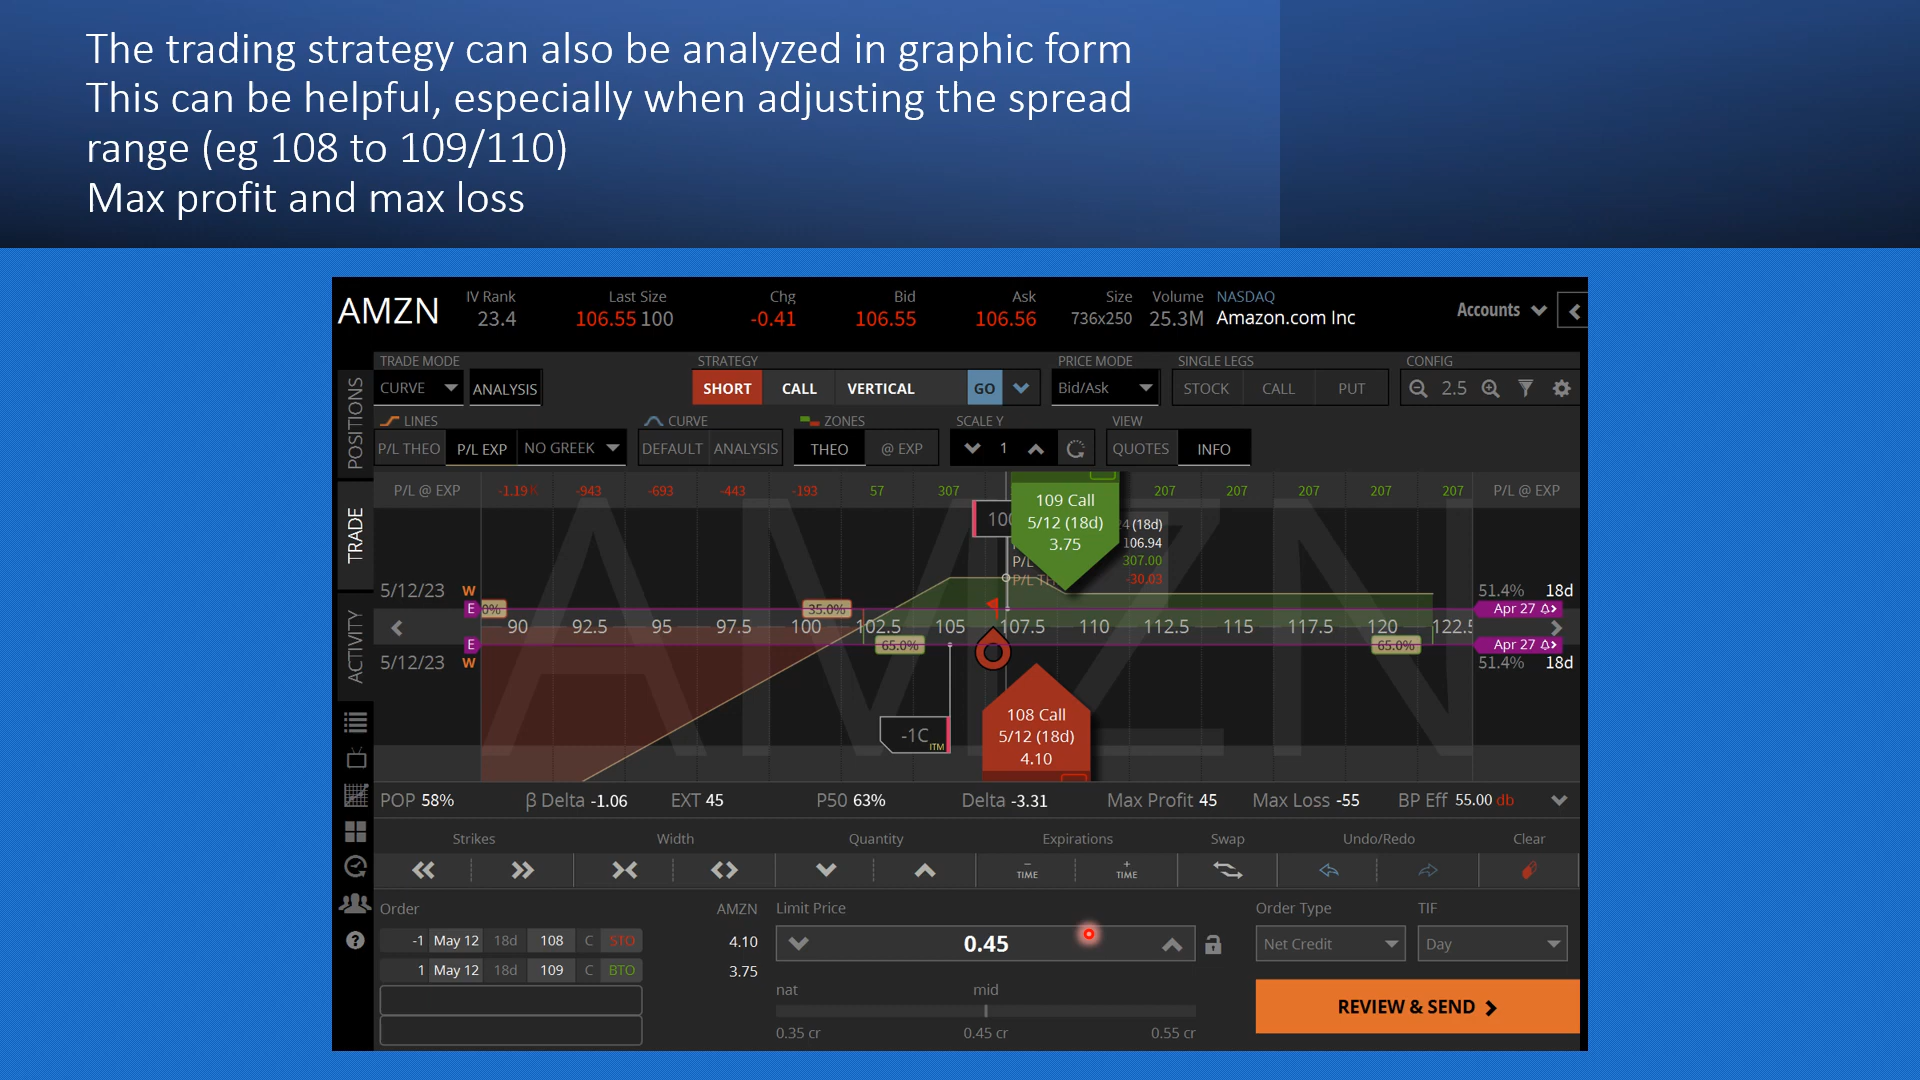 The trading strategy can also be analyzed in graphic form
This can be helpful, especially when adjusting the spread
range (eg 108 to 109/110)
Max profit and max loss
AMZN
IV Rank
23.4
Last Size
106.55 100
Chg
-0.41
Bid
106.55
Ask
106.56
Size
736x250
Volume
25.3M
NASDAQ
Amazon.com Inc
Accounts
POSITIONS
TRADE
ACTIVITY
TRADE MODE
CURVE
ANALYSIS
STRATEGY
SHORT
CALL
VERTICAL
GO
PRICE MODE
Bid/Ask
SINGLE LEGS
STOCK
CALL
PUT
CONFIG
2.5
LINES
P/L THEO
P/L EXP
NO GREEK
CURVE
DEFAULT
ANALYSIS
ZONES
THEO
@ EXP
SCALE Y
1
VIEW
QUOTES
INFO
P/L @ EXP -1.19K -943 -693 -443 -193 57 307 207 207 207 207 207 P/L @ EXP
AMZN
109 Call
5/12 (18d)
3.75
(18d)
106.94
307.00
-30.03
5/12/23 W
51.4% 18d
E
35.0%
Apr 27
90 92.5 95 97.5 100 102.5 105 107.5 110 112.5 115 117.5 120
E
65.0%
65.0%
Apr 27
5/12/23 W
51.4% 18d
-1C
ITM
108 Call
5/12 (18d)
4.10
POP 58%
β Delta -1.06
EXT 45
P50 63%
Delta -3.31
Max Profit 45
Max Loss -55
BP Eff 55.00 db
Strikes
Width
Quantity
Expirations
Swap
Undo/Redo
Clear
− TIME
+ TIME
Order
AMZN
Limit Price
Order Type
TIF
-1 May 12 18d 108 C STO 4.10
1 May 12 18d 109 C BTO 3.75
0.45
Net Credit
Day
nat
mid
0.35 cr
0.45 cr
0.55 cr
REVIEW & SEND